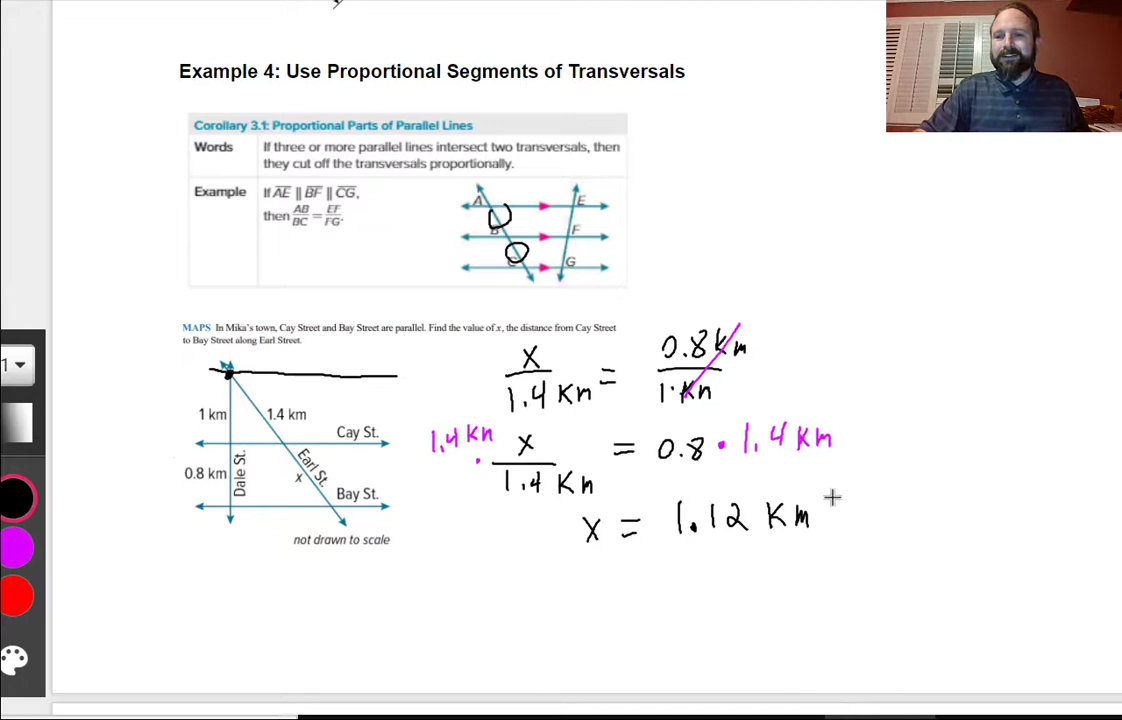 Example 4: Use Proportional Segments of Transversals
Corollary 3.1: Proportional Parts of Parallel Lines
Words
If three or more parallel lines intersect two transversals, then
they cut off the transversals proportionally.
Example
If AE ∥ BF ∥ CG,
then AB/BC = EF/FG.
A
E
B
F
C
G
MAPS In Mika's town, Cay Street and Bay Street are parallel. Find the value of x, the distance from Cay Street
to Bay Street along Earl Street.
1 km
1.4 km
Cay St.
0.8 km
Dale St.
Earl St.
x
Bay St.
not drawn to scale
x/1.4 Km = 0.8 Km/1 Km
1.4 Km · x/1.4 Km = 0.8 · 1.4 Km
x = 1.12 Km
1